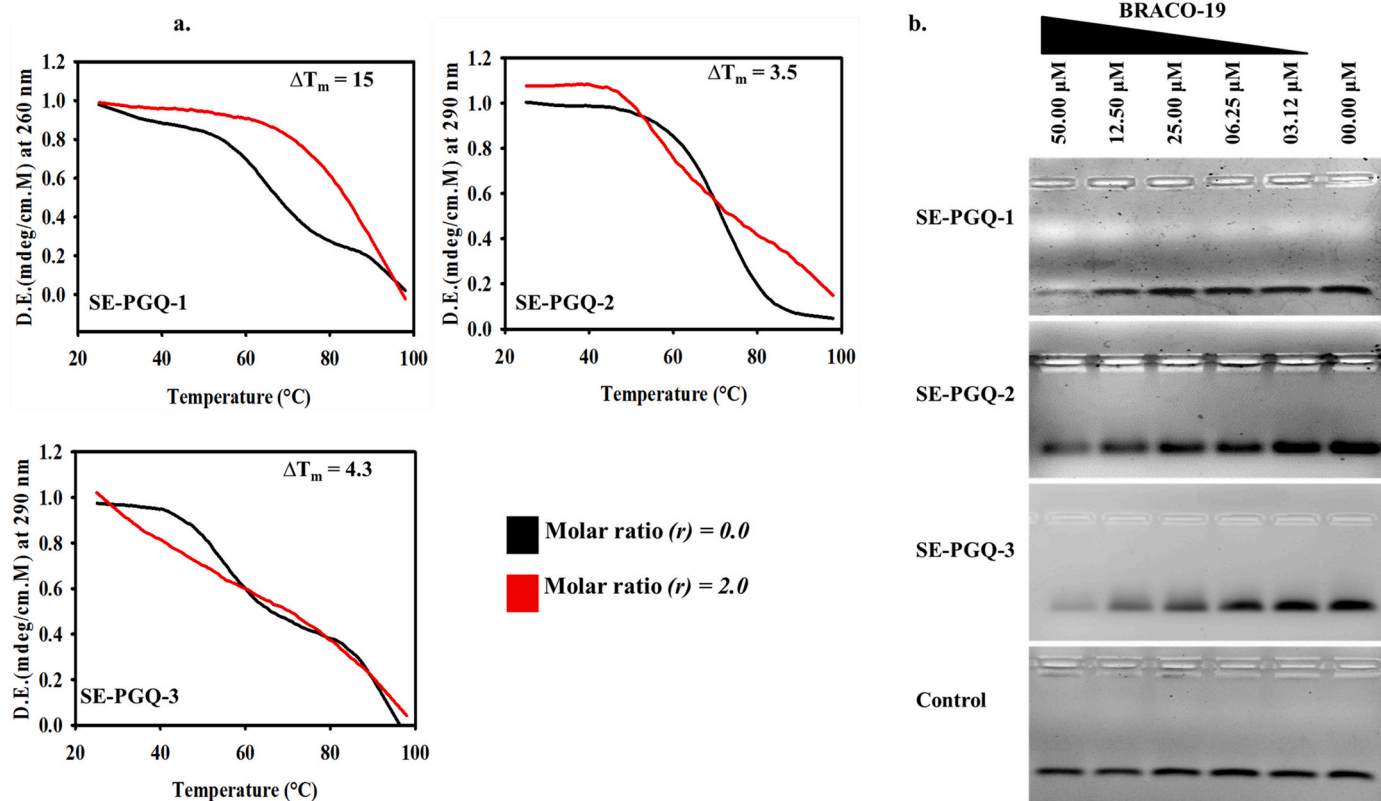 a.
D.E.(mdeg/cm.M) at 260 nm
1.2
1.0
0.8
0.6
0.4
0.2
0.0
ΔTm = 15
SE-PGQ-1
20 40 60 80 100
Temperature (°C)
D.E.(mdeg/cm.M) at 290 nm
1.2
1.0
0.8
0.6
0.4
0.2
0.0
ΔTm = 3.5
SE-PGQ-2
20 40 60 80 100
Temperature (°C)
D.E.(mdeg/cm.M) at 290 nm
1.2
1.0
0.8
0.6
0.4
0.2
0.0
ΔTm = 4.3
SE-PGQ-3
20 40 60 80 100
Temperature (°C)
Molar ratio (r) = 0.0
Molar ratio (r) = 2.0
b.
BRACO-19
50.00 µM
12.50 µM
25.00 µM
06.25 µM
03.12 µM
00.00 µM
SE-PGQ-1
SE-PGQ-2
SE-PGQ-3
Control